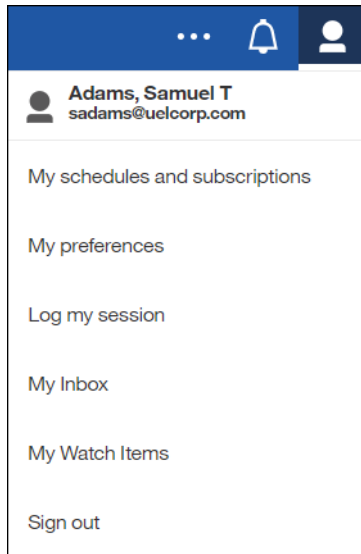 Adams, Samuel T
sadams@uelcorp.com
My schedules and subscriptions
My preferences
Log my session
My Inbox
My Watch Items
Sign out